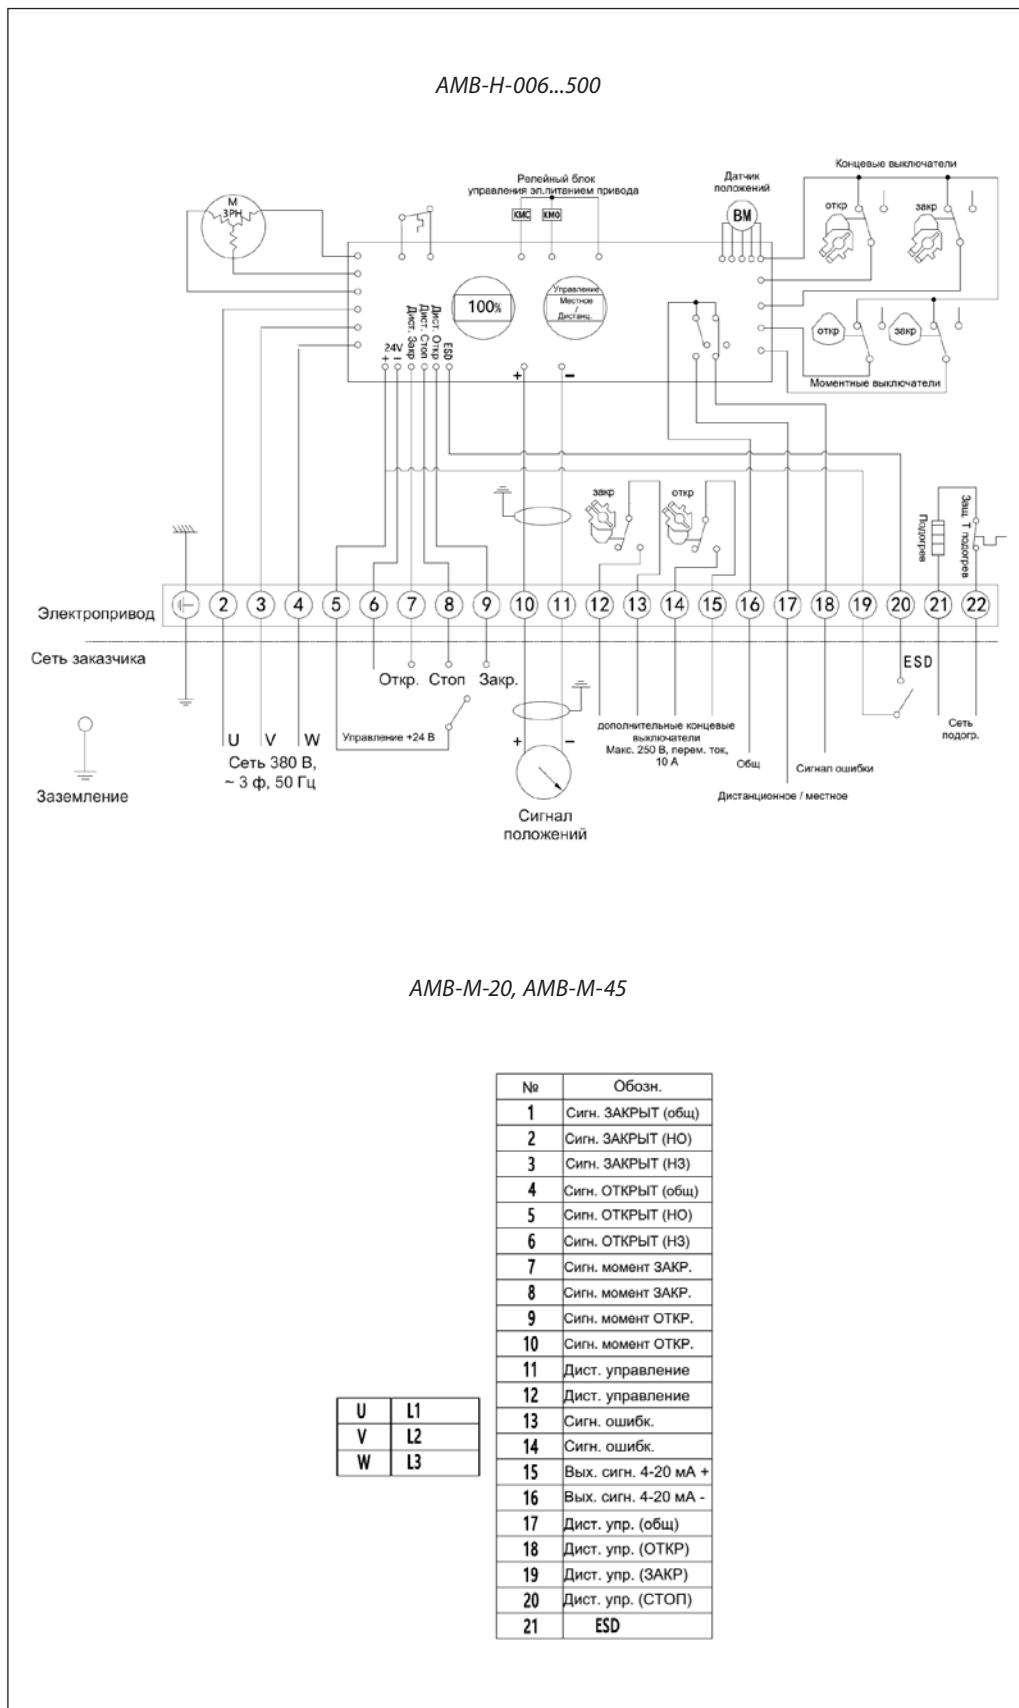 AMB-H-006...500
Концевые выключатели
Релейный блок
управления эл.питанием привода
Датчик
положений
M
3PH
КМС
КМО
BM
откр
закр
100%
Управление
Местное
/
Дистанц.
откр
закр
Моментные выключатели
24V
+
−
Дист. Закр
Дист. Стоп
Дист. Откр
ESD
+
−
закр
откр
Подогрев
Защ. Т подогрев
Электропривод
2
3
4
5
6
7
8
9
10
11
12
13
14
15
16
17
18
19
20
21
22
Сеть заказчика
Откр.
Стоп
Закр.
ESD
U
V
W
Управление +24 В
Сеть 380 В,
~ 3 ф, 50 Гц
Заземление
+
−
Сигнал
положений
дополнительные концевые
выключатели
Макс. 250 В, перем. ток,
10 А
Общ
Сигнал ошибки
Дистанционное / местное
Сеть
подогр.
AMB-M-20, AMB-M-45
№ Обозн.
1 Сигн. ЗАКРЫТ (общ)
2 Сигн. ЗАКРЫТ (НО)
3 Сигн. ЗАКРЫТ (НЗ)
4 Сигн. ОТКРЫТ (общ)
5 Сигн. ОТКРЫТ (НО)
6 Сигн. ОТКРЫТ (НЗ)
7 Сигн. момент ЗАКР.
8 Сигн. момент ЗАКР.
9 Сигн. момент ОТКР.
10 Сигн. момент ОТКР.
11 Дист. управление
12 Дист. управление
13 Сигн. ошибк.
14 Сигн. ошибк.
15 Вых. сигн. 4-20 мА +
16 Вых. сигн. 4-20 мА -
17 Дист. упр. (общ)
18 Дист. упр. (ОТКР)
19 Дист. упр. (ЗАКР)
20 Дист. упр. (СТОП)
21 ESD
U L1
V L2
W L3